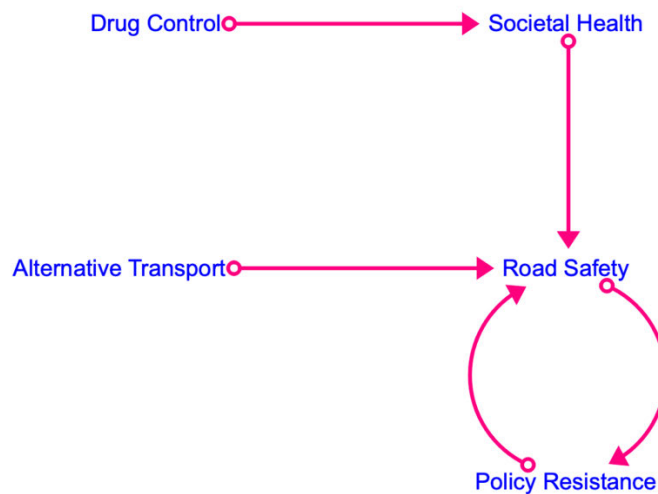 Drug Control
Societal Health
Alternative Transport
Road Safety
Policy Resistance